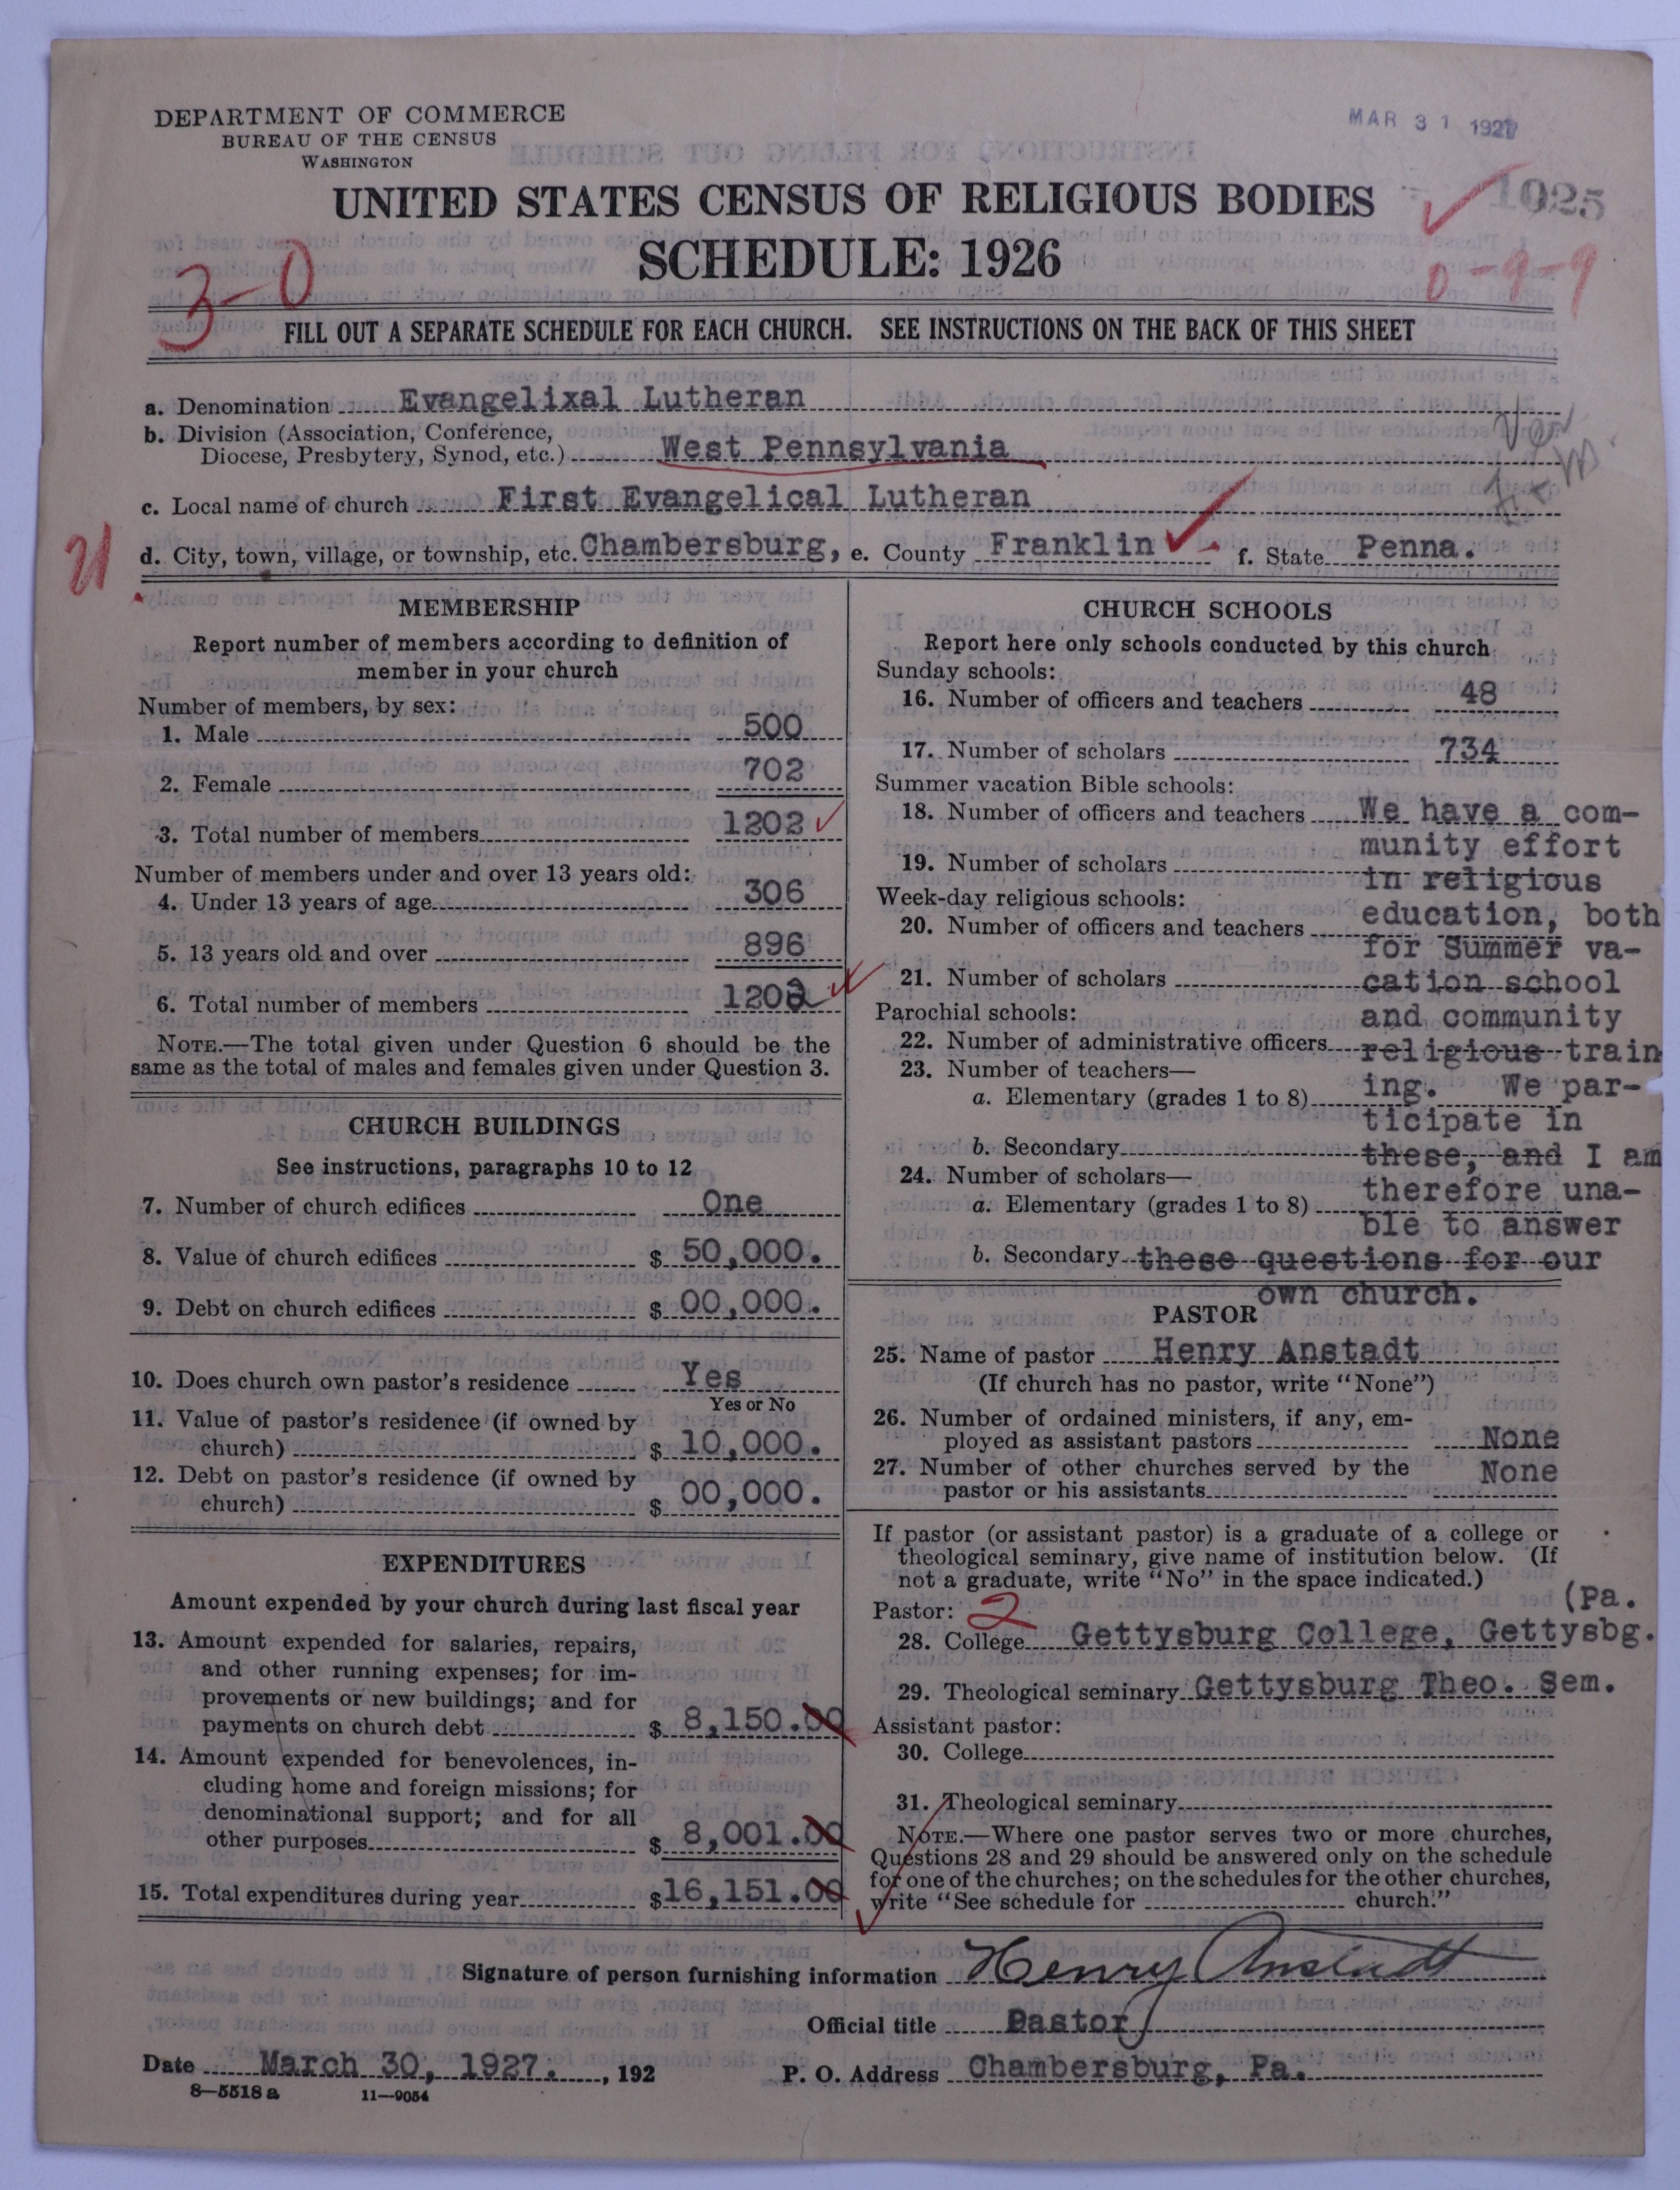 DEPARTMENT OF COMMERCE
BUREAU OF THE CENSUS
WASHINGTON
MAR 31 1927
1025
UNITED STATES CENSUS OF RELIGIOUS BODIES
SCHEDULE: 1926
3-0
0-9-9
FILL OUT A SEPARATE SCHEDULE FOR EACH CHURCH. SEE INSTRUCTIONS ON THE BACK OF THIS SHEET
a. Denomination Evangelixal Lutheran
b. Division (Association, Conference,
Diocese, Presbytery, Synod, etc.) West Pennsylvania
c. Local name of church First Evangelical Lutheran
21
d. City, town, village, or township, etc. Chambersburg, e. County Franklin f. State Penna.
MEMBERSHIP
Report number of members according to definition of
member in your church
Number of members, by sex:
1. Male 500
2. Female 702
3. Total number of members 1202
Number of members under and over 13 years old:
4. Under 13 years of age 306
5. 13 years old and over 896
6. Total number of members 1202
NOTE.—The total given under Question 6 should be the
same as the total of males and females given under Question 3.
CHURCH BUILDINGS
See instructions, paragraphs 10 to 12
7. Number of church edifices One
8. Value of church edifices $ 50,000.
9. Debt on church edifices $ 00,000.
10. Does church own pastor's residence Yes
Yes or No
11. Value of pastor's residence (if owned by
church) $ 10,000.
12. Debt on pastor's residence (if owned by
church) $ 00,000.
EXPENDITURES
Amount expended by your church during last fiscal year
13. Amount expended for salaries, repairs,
and other running expenses; for im-
provements or new buildings; and for
payments on church debt $ 8,150.00
14. Amount expended for benevolences, in-
cluding home and foreign missions; for
denominational support; and for all
other purposes $ 8,001.00
15. Total expenditures during year $16,151.00
CHURCH SCHOOLS
Report here only schools conducted by this church
Sunday schools:
16. Number of officers and teachers 48
17. Number of scholars 734
Summer vacation Bible schools:
18. Number of officers and teachers We have a com-
munity effort
19. Number of scholars in religious
Week-day religious schools:
education, both
20. Number of officers and teachers
for Summer va-
21. Number of scholars cation school
Parochial schools: and community
22. Number of administrative officers religious train
23. Number of teachers—
a. Elementary (grades 1 to 8) ing. We par-
ticipate in
b. Secondary these, and I am
24. Number of scholars—
a. Elementary (grades 1 to 8) therefore una-
ble to answer
b. Secondary these questions for our
own church.
PASTOR
25. Name of pastor Henry Anstadt
(If church has no pastor, write "None")
26. Number of ordained ministers, if any, em-
ployed as assistant pastors None
27. Number of other churches served by the
pastor or his assistants None
If pastor (or assistant pastor) is a graduate of a college or
theological seminary, give name of institution below. (If
not a graduate, write "No" in the space indicated.)
(Pa.
Pastor: 2
28. College Gettysburg College, Gettysbg.
29. Theological seminary Gettysburg Theo. Sem.
Assistant pastor:
30. College
31. Theological seminary
NOTE.—Where one pastor serves two or more churches,
Questions 28 and 29 should be answered only on the schedule
for one of the churches; on the schedules for the other churches,
write "See schedule for church."
Signature of person furnishing information Henry Anstadt
Official title Pastor
Date March 30, 1927. , 192 P. O. Address Chambersburg, Pa.
8—5518 a 11—9054